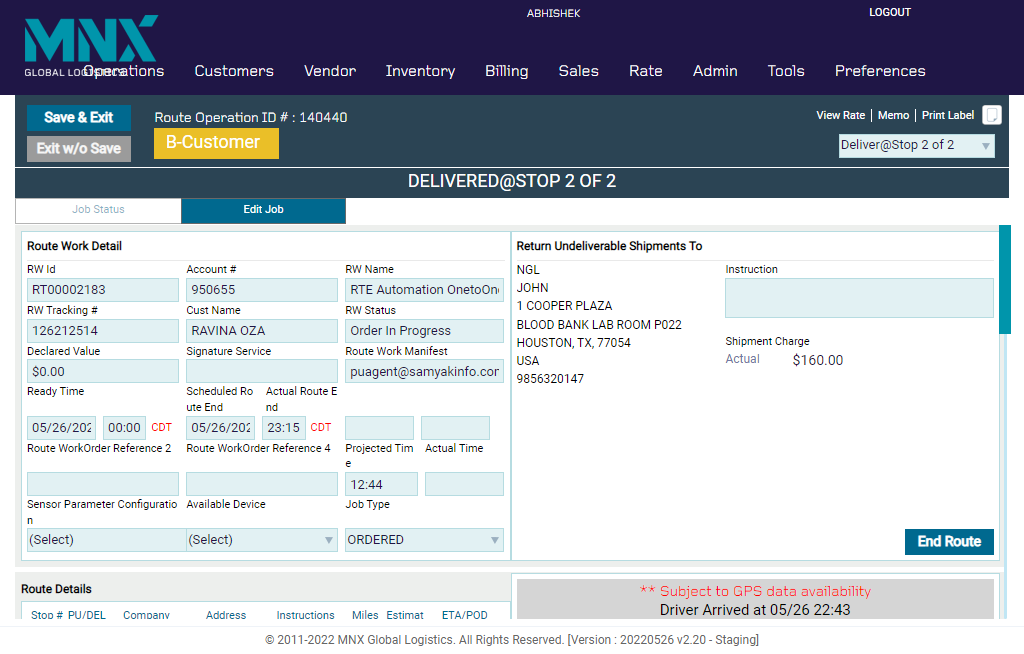 ABHISHEK LOGOUT
MNX
GLOBAL LOGISTICS
Operations Customers Vendor Inventory Billing Sales Rate Admin Tools Preferences
Save & Exit
Route Operation ID # : 140440
View Rate | Memo | Print Label
Exit w/o Save
B-Customer
Deliver@Stop 2 of 2
DELIVERED@STOP 2 OF 2
Job Status Edit Job
Route Work Detail
RW Id Account # RW Name
RT00002183 950655 RTE Automation OnetoOn
RW Tracking # Cust Name RW Status
126212514 RAVINA OZA Order In Progress
Declared Value Signature Service Route Work Manifest
$0.00 puagent@samyakinfo.cor
Ready Time Scheduled Ro Actual Route E
ute End nd
05/26/202 00:00 CDT 05/26/202 23:15 CDT
Route WorkOrder Reference 2 Route WorkOrder Reference 4 Projected Tim Actual Time
e
12:44
Sensor Parameter Configuratio Available Device Job Type
n
(Select) (Select) ORDERED
Return Undeliverable Shipments To
NGL
JOHN
1 COOPER PLAZA
BLOOD BANK LAB ROOM P022
HOUSTON, TX, 77054
USA
9856320147
Instruction
Shipment Charge
Actual $160.00
End Route
Route Details
Stop # PU/DEL Company Address Instructions Miles Estimat ETA/POD
** Subject to GPS data availability
Driver Arrived at 05/26 22:43
© 2011-2022 MNX Global Logistics. All Rights Reserved. [Version : 20220526 v2.20 - Staging]